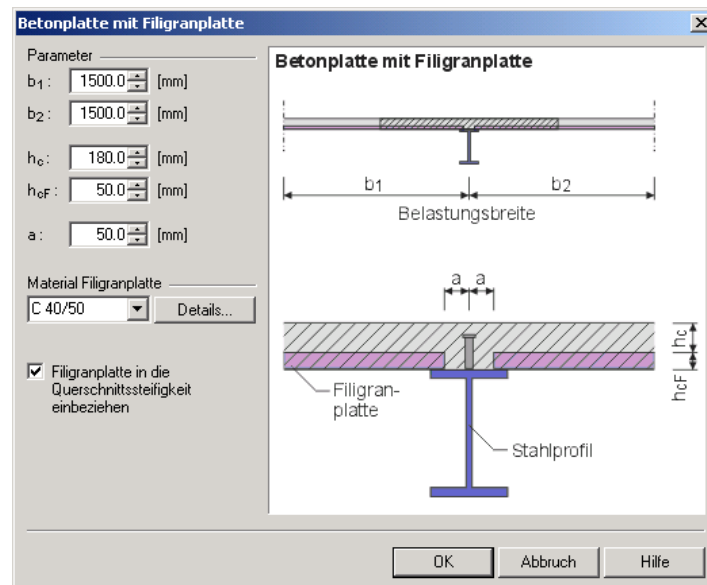 Betonplatte mit Filigranplatte
Parameter
b1 : 1500.0 [mm]
b2 : 1500.0 [mm]
hc : 180.0 [mm]
hcF : 50.0 [mm]
a : 50.0 [mm]
Material Filigranplatte
C 40/50 Details...
Filigranplatte in die
Querschnittssteifigkeit
einbeziehen
Betonplatte mit Filigranplatte
b1 b2
Belastungsbreite
a a
hc
hcF
Filigran-
platte
Stahlprofil
OK Abbruch Hilfe